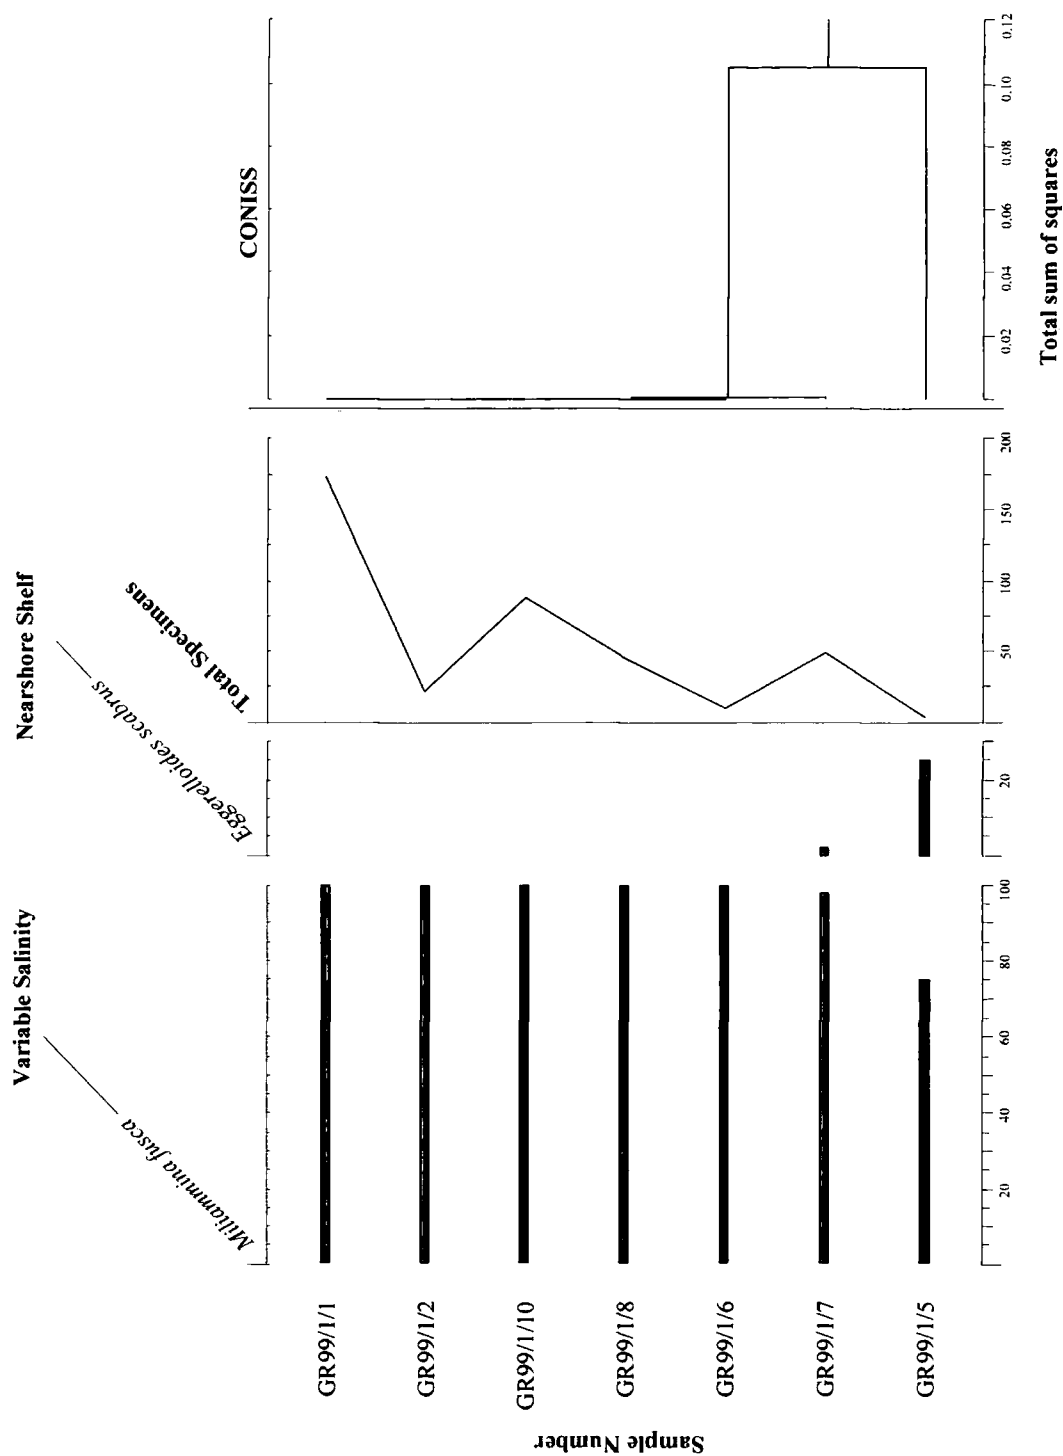 Variable Salinity
Nearshore Shelf
Miliammina fusca
Eggerelloides scabrus
Total Specimens
CONISS
GR99/1/1
GR99/1/2
GR99/1/10
GR99/1/8
GR99/1/6
GR99/1/7
GR99/1/5
Sample Number
20 40 60 80 100
20
50 100 150 200
0.02 0.04 0.06 0.08 0.10 0.12
Total sum of squares